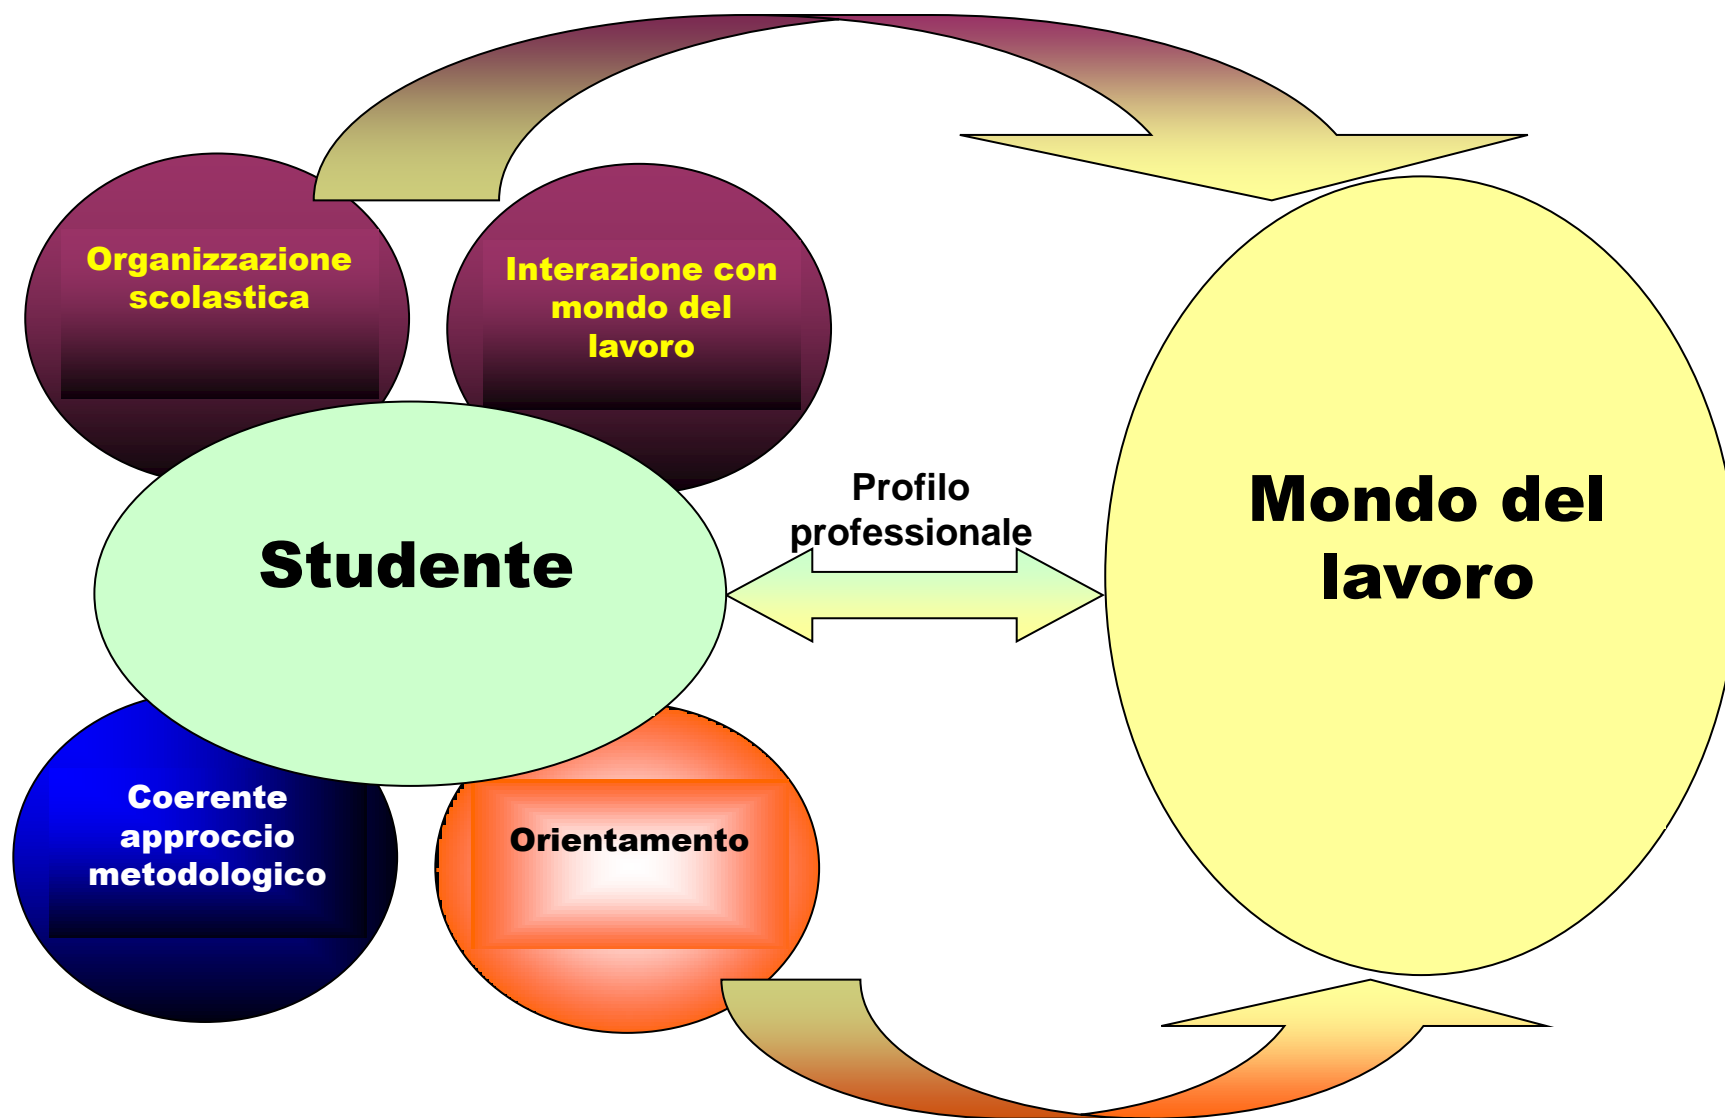 Organizzazione
scolastica
Interazione con
mondo del
lavoro
Studente
Profilo
professionale
Mondo del
lavoro
Coerente
approccio
metodologico
Orientamento